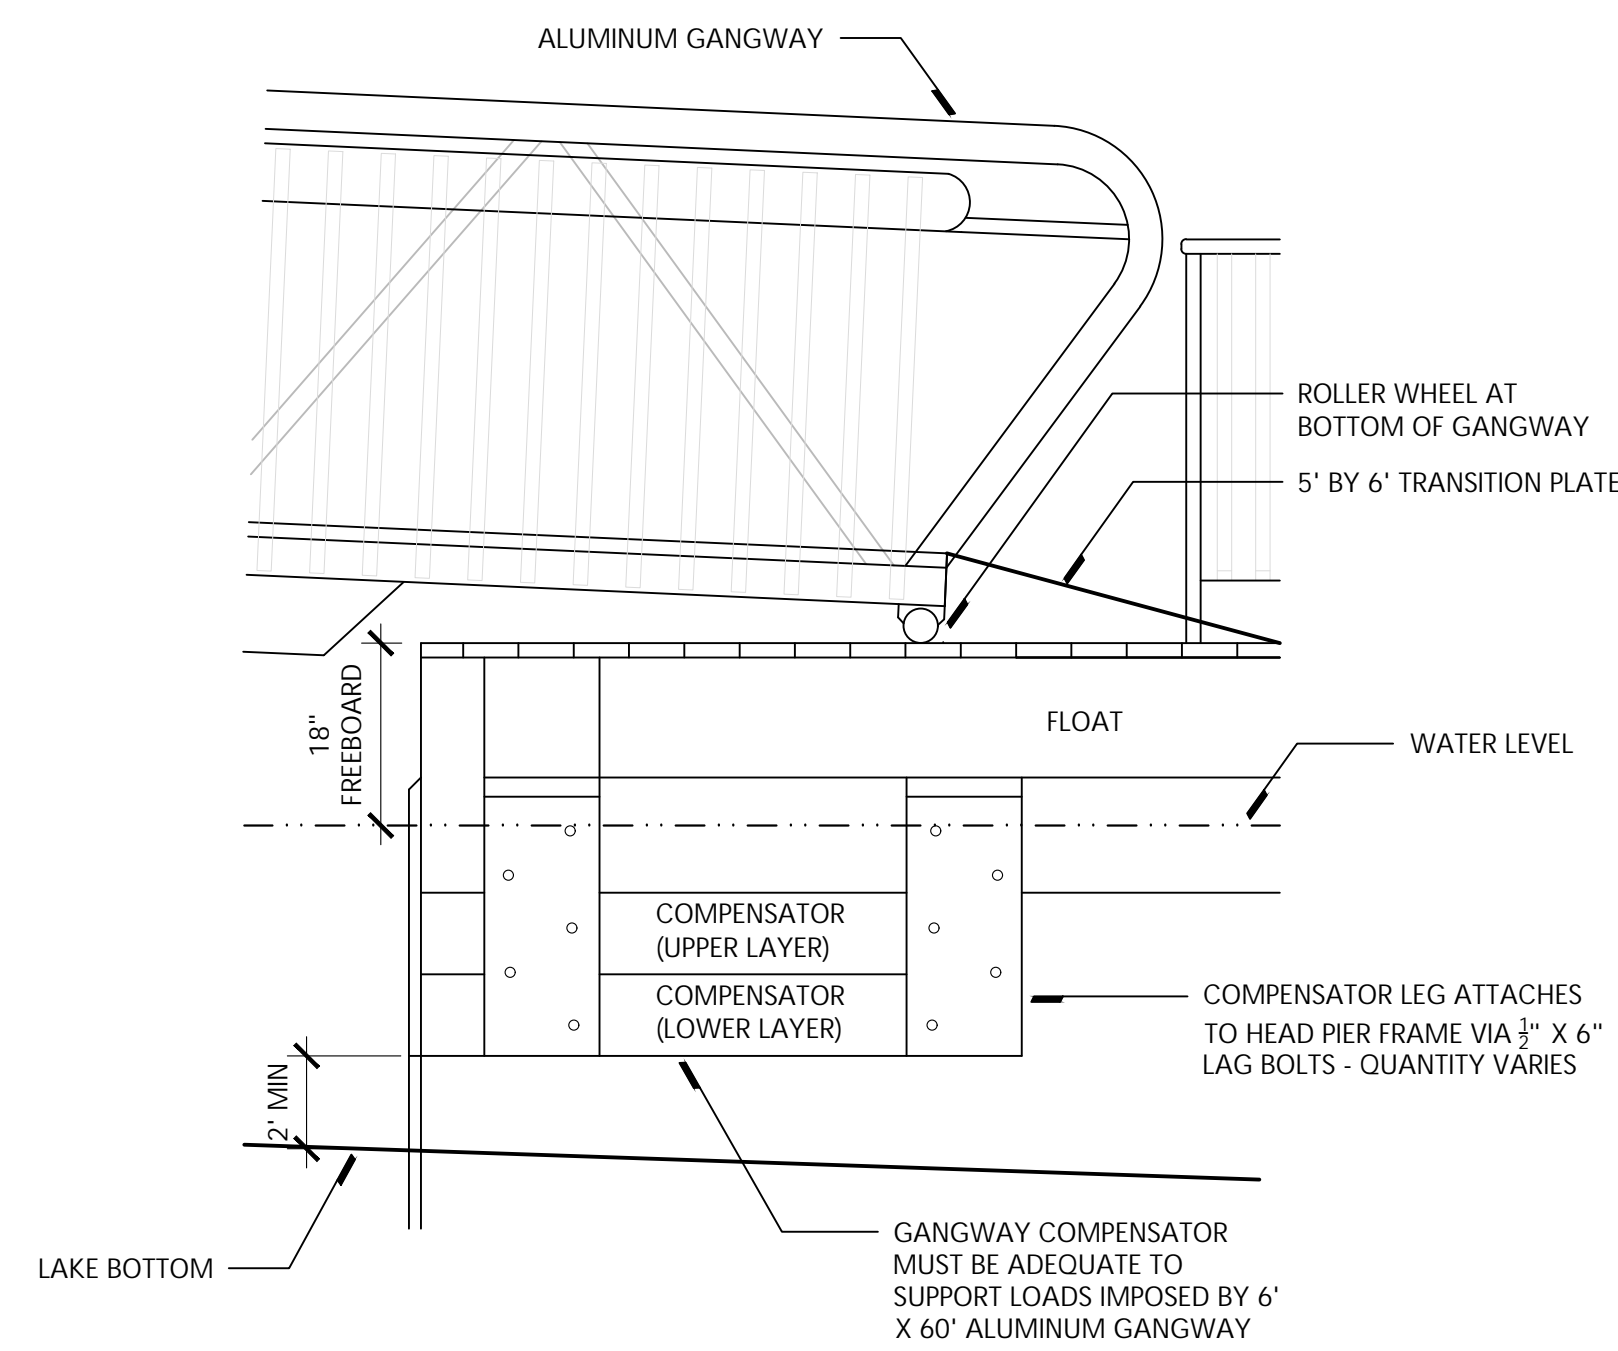 ALUMINUM GANGWAY
ROLLER WHEEL AT
BOTTOM OF GANGWAY
5' BY 6' TRANSITION PLATE
18"
FREEBOARD
FLOAT
WATER LEVEL
COMPENSATOR
(UPPER LAYER)
COMPENSATOR
(LOWER LAYER)
COMPENSATOR LEG ATTACHES
TO HEAD PIER FRAME VIA ½" X 6"
LAG BOLTS - QUANTITY VARIES
2' MIN
LAKE BOTTOM
GANGWAY COMPENSATOR
MUST BE ADEQUATE TO
SUPPORT LOADS IMPOSED BY 6'
X 60' ALUMINUM GANGWAY